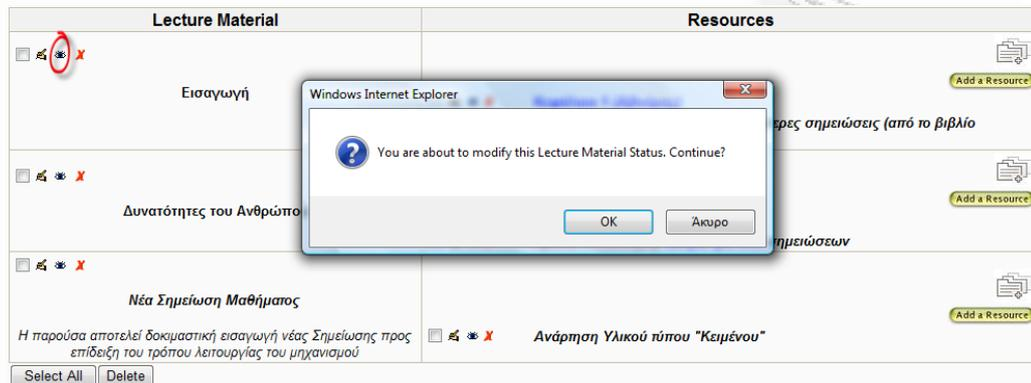 Lecture Material
Resources
Εισαγωγή
Add a Resource
ερες σημειώσεις (από το βιβλίο
Windows Internet Explorer
You are about to modify this Lecture Material Status. Continue?
OK
Άκυρο
Δυνατότητες του Ανθρώπο
Add a Resource
ημειώσεων
Νέα Σημείωση Μαθήματος
Η παρούσα αποτελεί δοκιμαστική εισαγωγή νέας Σημείωσης προς
επίδειξη του τρόπου λειτουργίας του μηχανισμού
Add a Resource
Ανάρτηση Υλικού τύπου "Κειμένου"
Select All
Delete